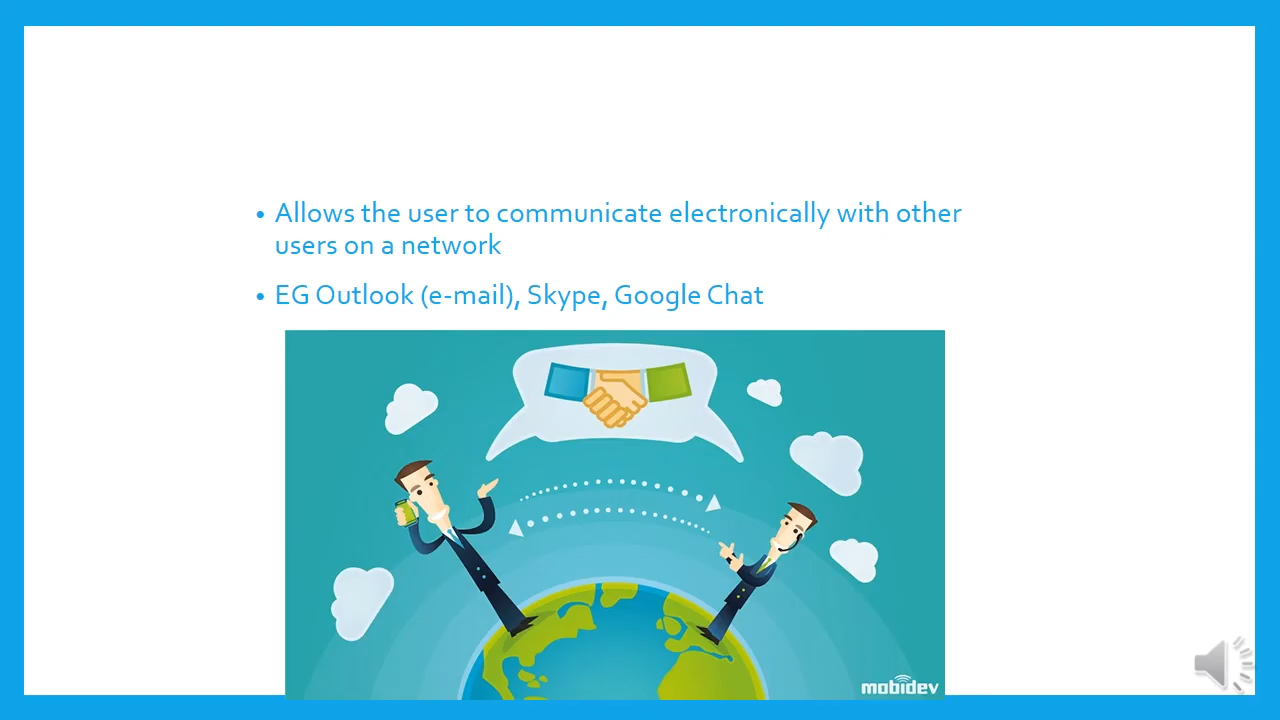 • Allows the user to communicate electronically with other
users on a network
• EG Outlook (e-mail), Skype, Google Chat
mobidev